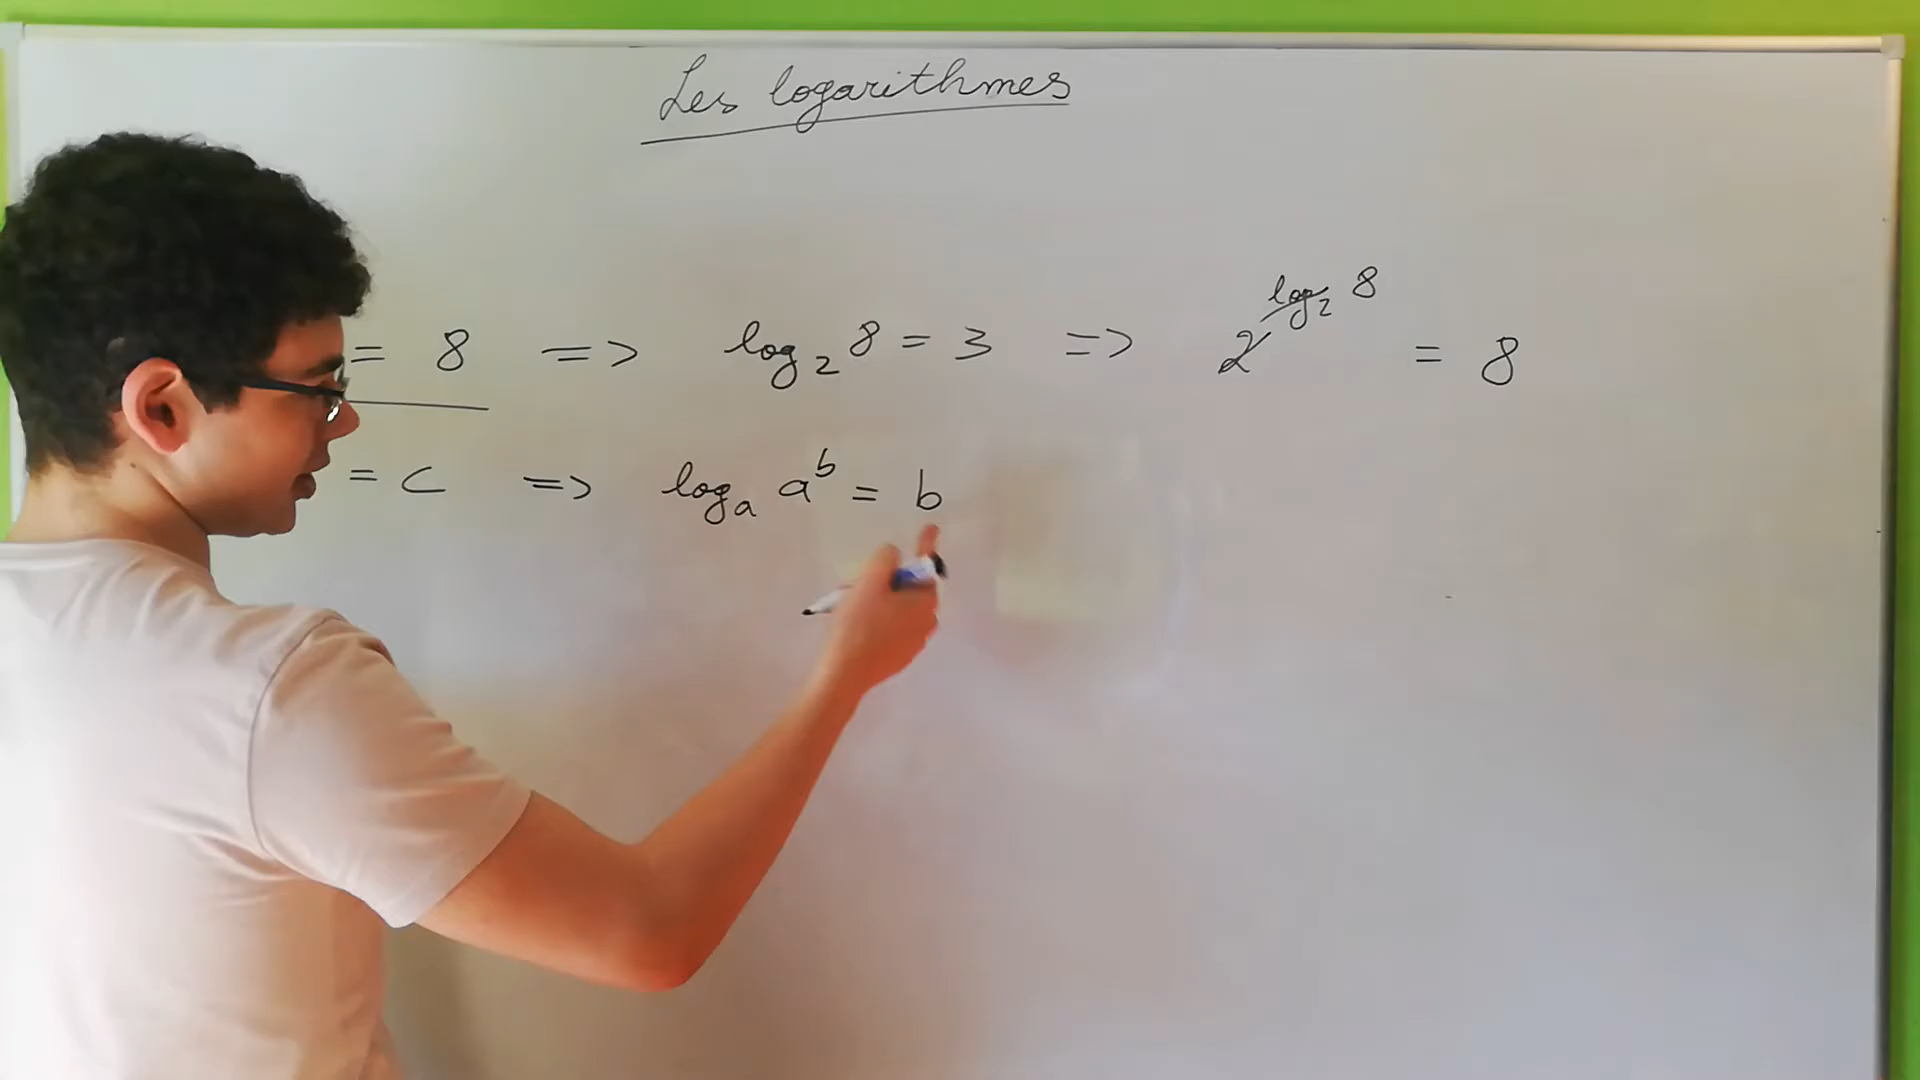 Les logarithmes
= 8 => log₂ 8 = 3 => 2^(log₂ 8) = 8
= c => logₐ a^b = b